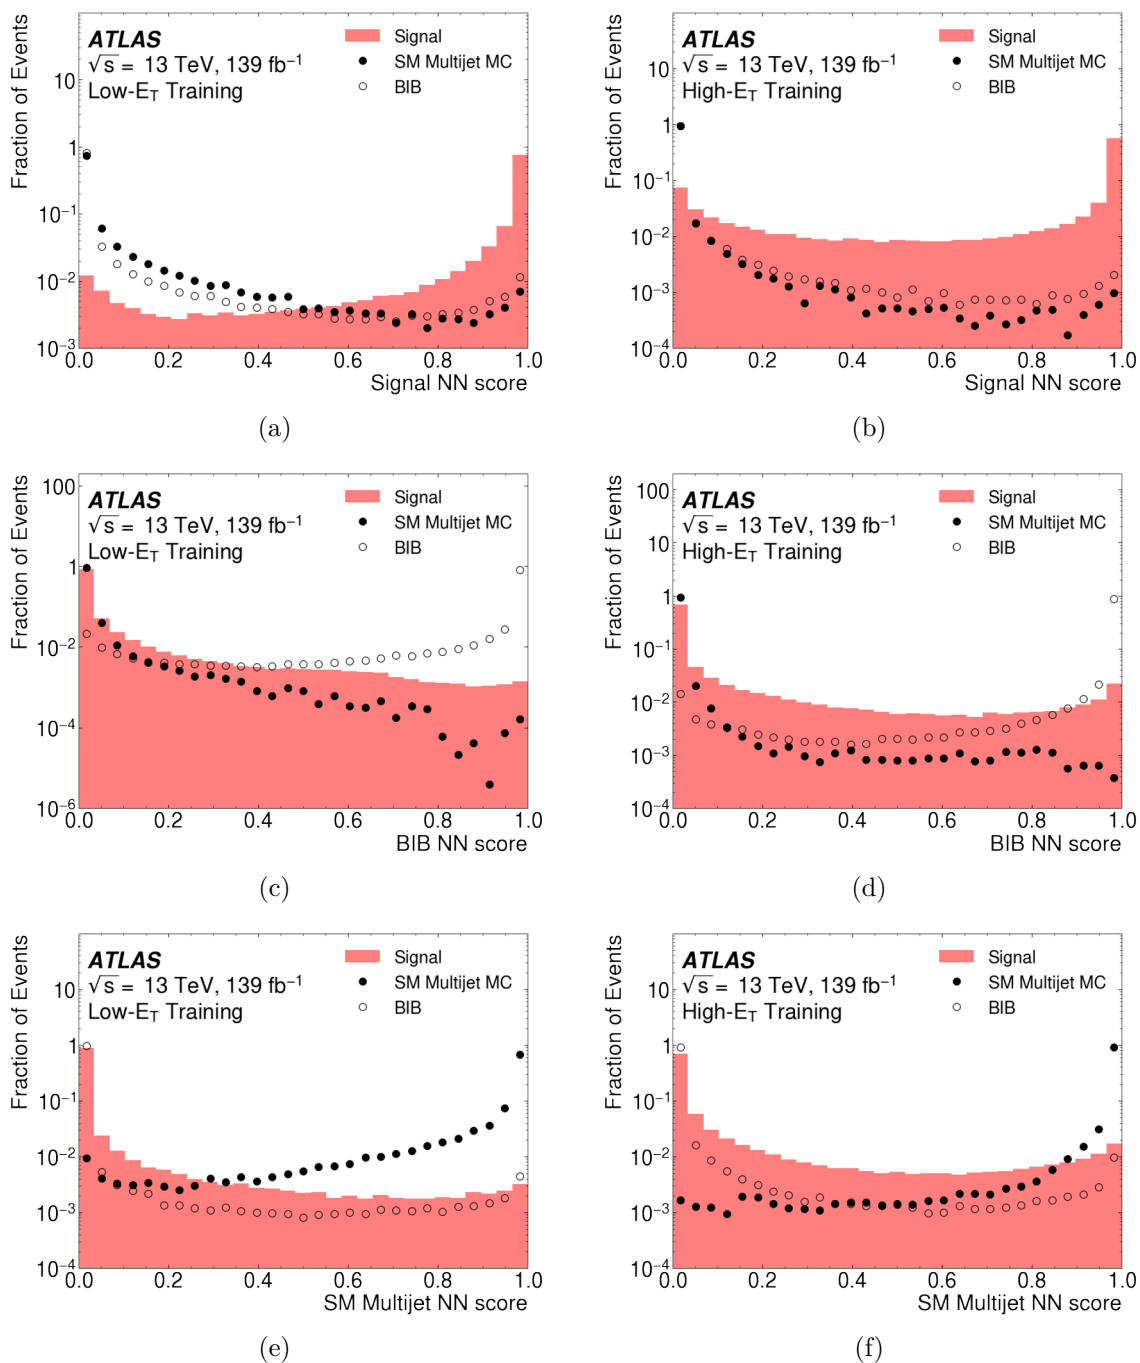 Fraction of Events
ATLAS
√s = 13 TeV, 139 fb⁻¹
Low-E_T Training
Signal
SM Multijet MC
BIB
10
1
10⁻¹
10⁻²
10⁻³
0.0 0.2 0.4 0.6 0.8 1.0
Signal NN score
(a)
Fraction of Events
ATLAS
√s = 13 TeV, 139 fb⁻¹
High-E_T Training
Signal
SM Multijet MC
BIB
10
1
10⁻¹
10⁻²
10⁻³
10⁻⁴
0.0 0.2 0.4 0.6 0.8 1.0
Signal NN score
(b)
Fraction of Events
ATLAS
√s = 13 TeV, 139 fb⁻¹
Low-E_T Training
Signal
SM Multijet MC
BIB
100
1
10⁻²
10⁻⁴
10⁻⁶
0.0 0.2 0.4 0.6 0.8 1.0
BIB NN score
(c)
Fraction of Events
ATLAS
√s = 13 TeV, 139 fb⁻¹
High-E_T Training
Signal
SM Multijet MC
BIB
100
10
1
10⁻¹
10⁻²
10⁻³
10⁻⁴
0.0 0.2 0.4 0.6 0.8 1.0
BIB NN score
(d)
Fraction of Events
ATLAS
√s = 13 TeV, 139 fb⁻¹
Low-E_T Training
Signal
SM Multijet MC
BIB
10
1
10⁻¹
10⁻²
10⁻³
10⁻⁴
0.0 0.2 0.4 0.6 0.8 1.0
SM Multijet NN score
(e)
Fraction of Events
ATLAS
√s = 13 TeV, 139 fb⁻¹
High-E_T Training
Signal
SM Multijet MC
BIB
10
1
10⁻¹
10⁻²
10⁻³
10⁻⁴
0.0 0.2 0.4 0.6 0.8 1.0
SM Multijet NN score
(f)